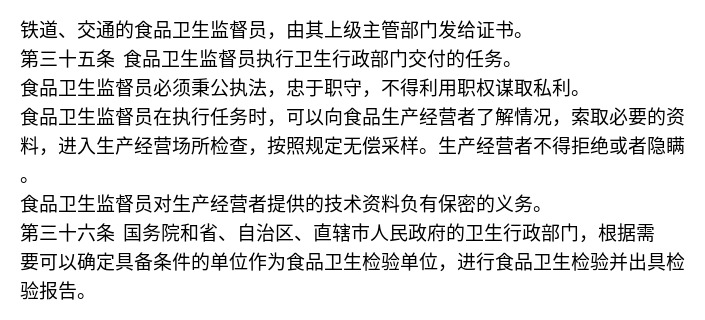 铁道、交通的食品卫生监督员，由其上级主管部门发给证书。
第三十五条 食品卫生监督员执行卫生行政部门交付的任务。
食品卫生监督员必须秉公执法，忠于职守，不得利用职权谋取私利。
食品卫生监督员在执行任务时，可以向食品生产经营者了解情况，索取必要的资
料，进入生产经营场所检查，按照规定无偿采样。生产经营者不得拒绝或者隐瞒
。
食品卫生监督员对生产经营者提供的技术资料负有保密的义务。
第三十六条 国务院和省、自治区、直辖市人民政府的卫生行政部门，根据需
要可以确定具备条件的单位作为食品卫生检验单位，进行食品卫生检验并出具检
验报告。